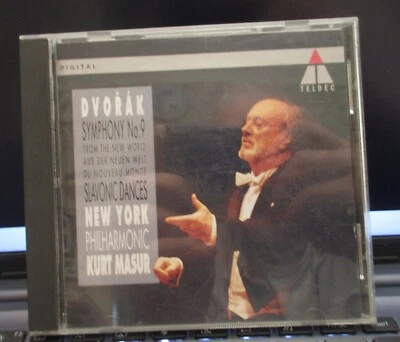 DIGITAL
TELDEC
DVOŘÁK
SYMPHONY No. 9
FROM THE NEW WORLD
AUS DER NEUEN WELT
DU NOUVEAU MONDE
SLAVONIC DANCES
NEW YORK
PHILHARMONIC
KURT MASUR